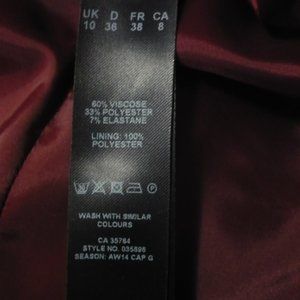 UK D FR CA
10 36 38 8
60% VISCOSE
33% POLYESTER
7% ELASTANE
LINING: 100%
POLYESTER
WASH WITH SIMILAR
COLOURS
CA 35764
STYLE NO. 035898
SEASON: AW14 CAP G